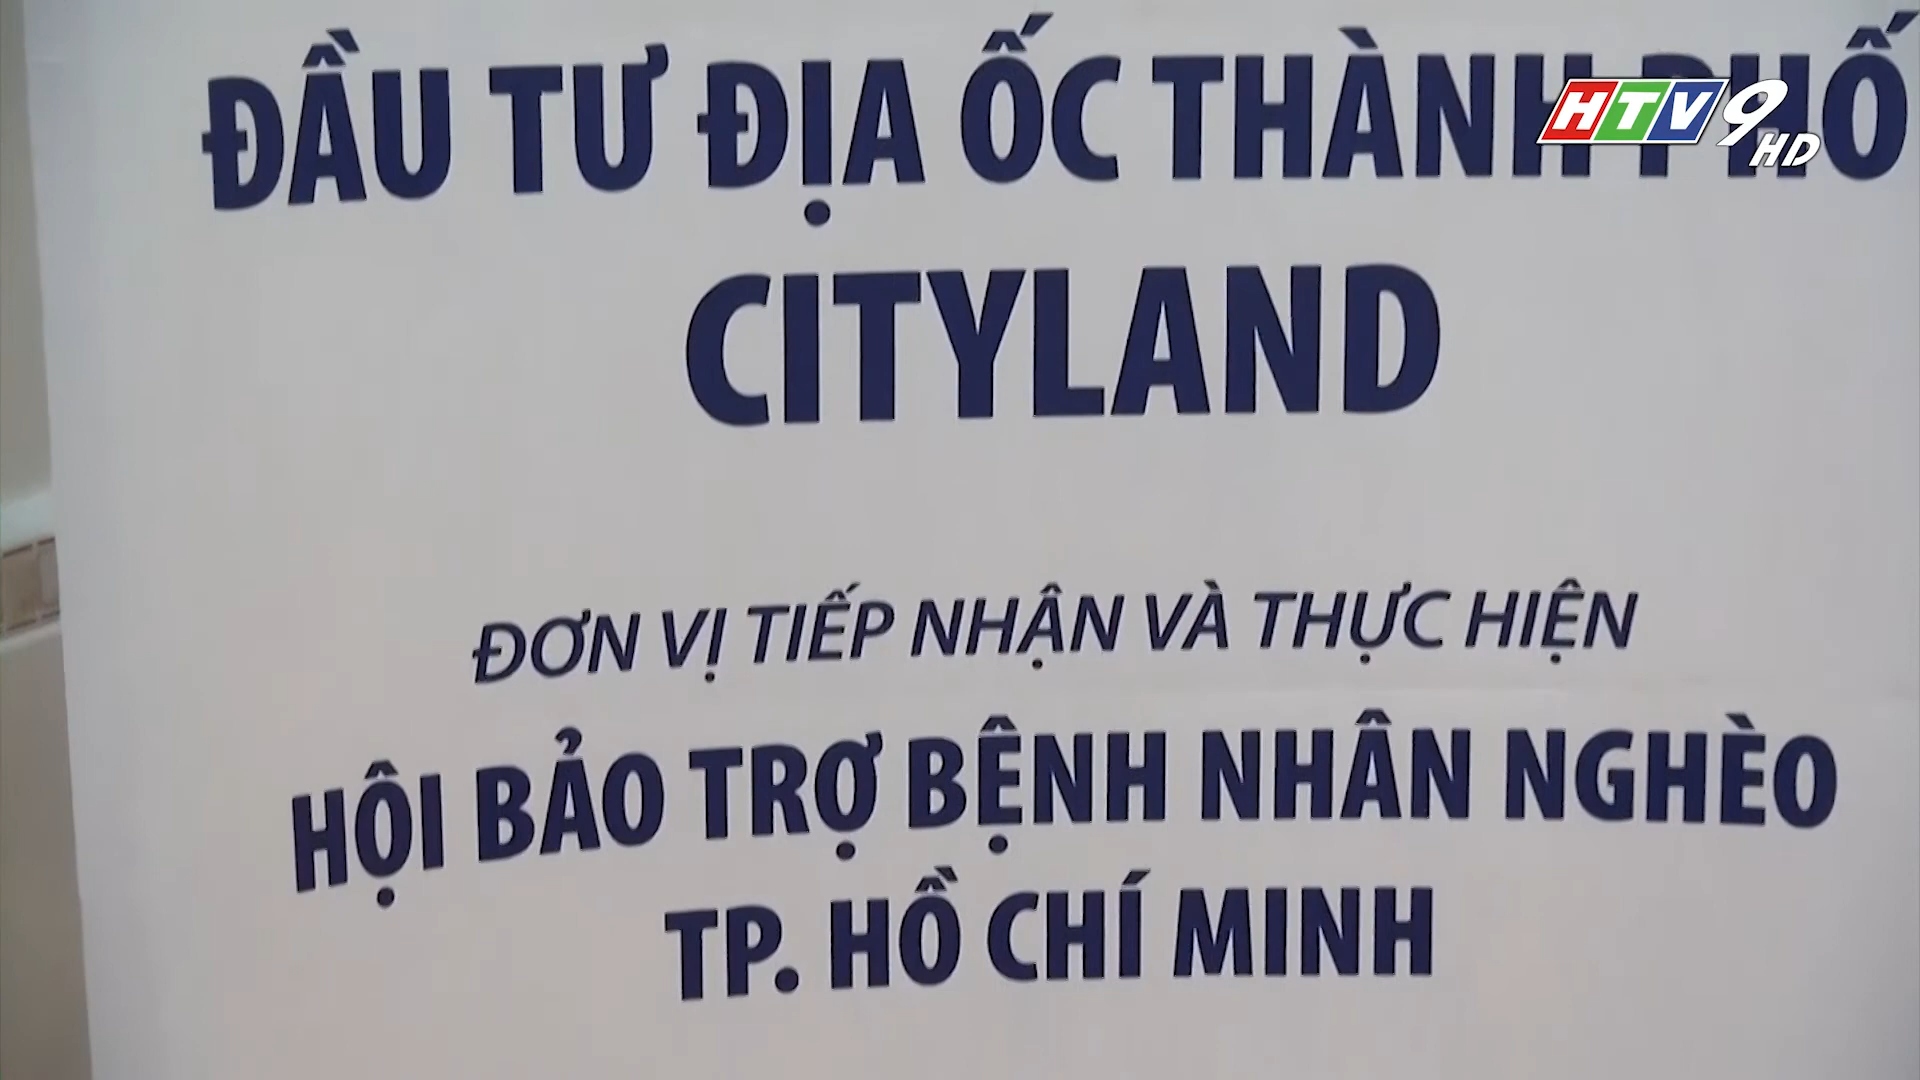 ĐẦU TƯ ĐỊA ỐC THÀNH PHỐ
HTV9 HD
CITYLAND
ĐƠN VỊ TIẾP NHẬN VÀ THỰC HIỆN
HỘI BẢO TRỢ BỆNH NHÂN NGHÈO
TP. HỒ CHÍ MINH